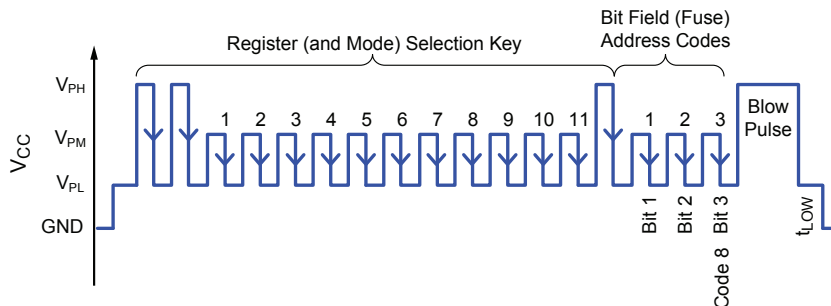 Bit Field (Fuse)
Register (and Mode) Selection Key
Address Codes
VPH
VPM
VPL
GND
VCC
1 2 3 4 5 6 7 8 9 10 11
1 2 3
Blow
Pulse
Bit 1
Bit 2
Bit 3
Code 8
tLOW